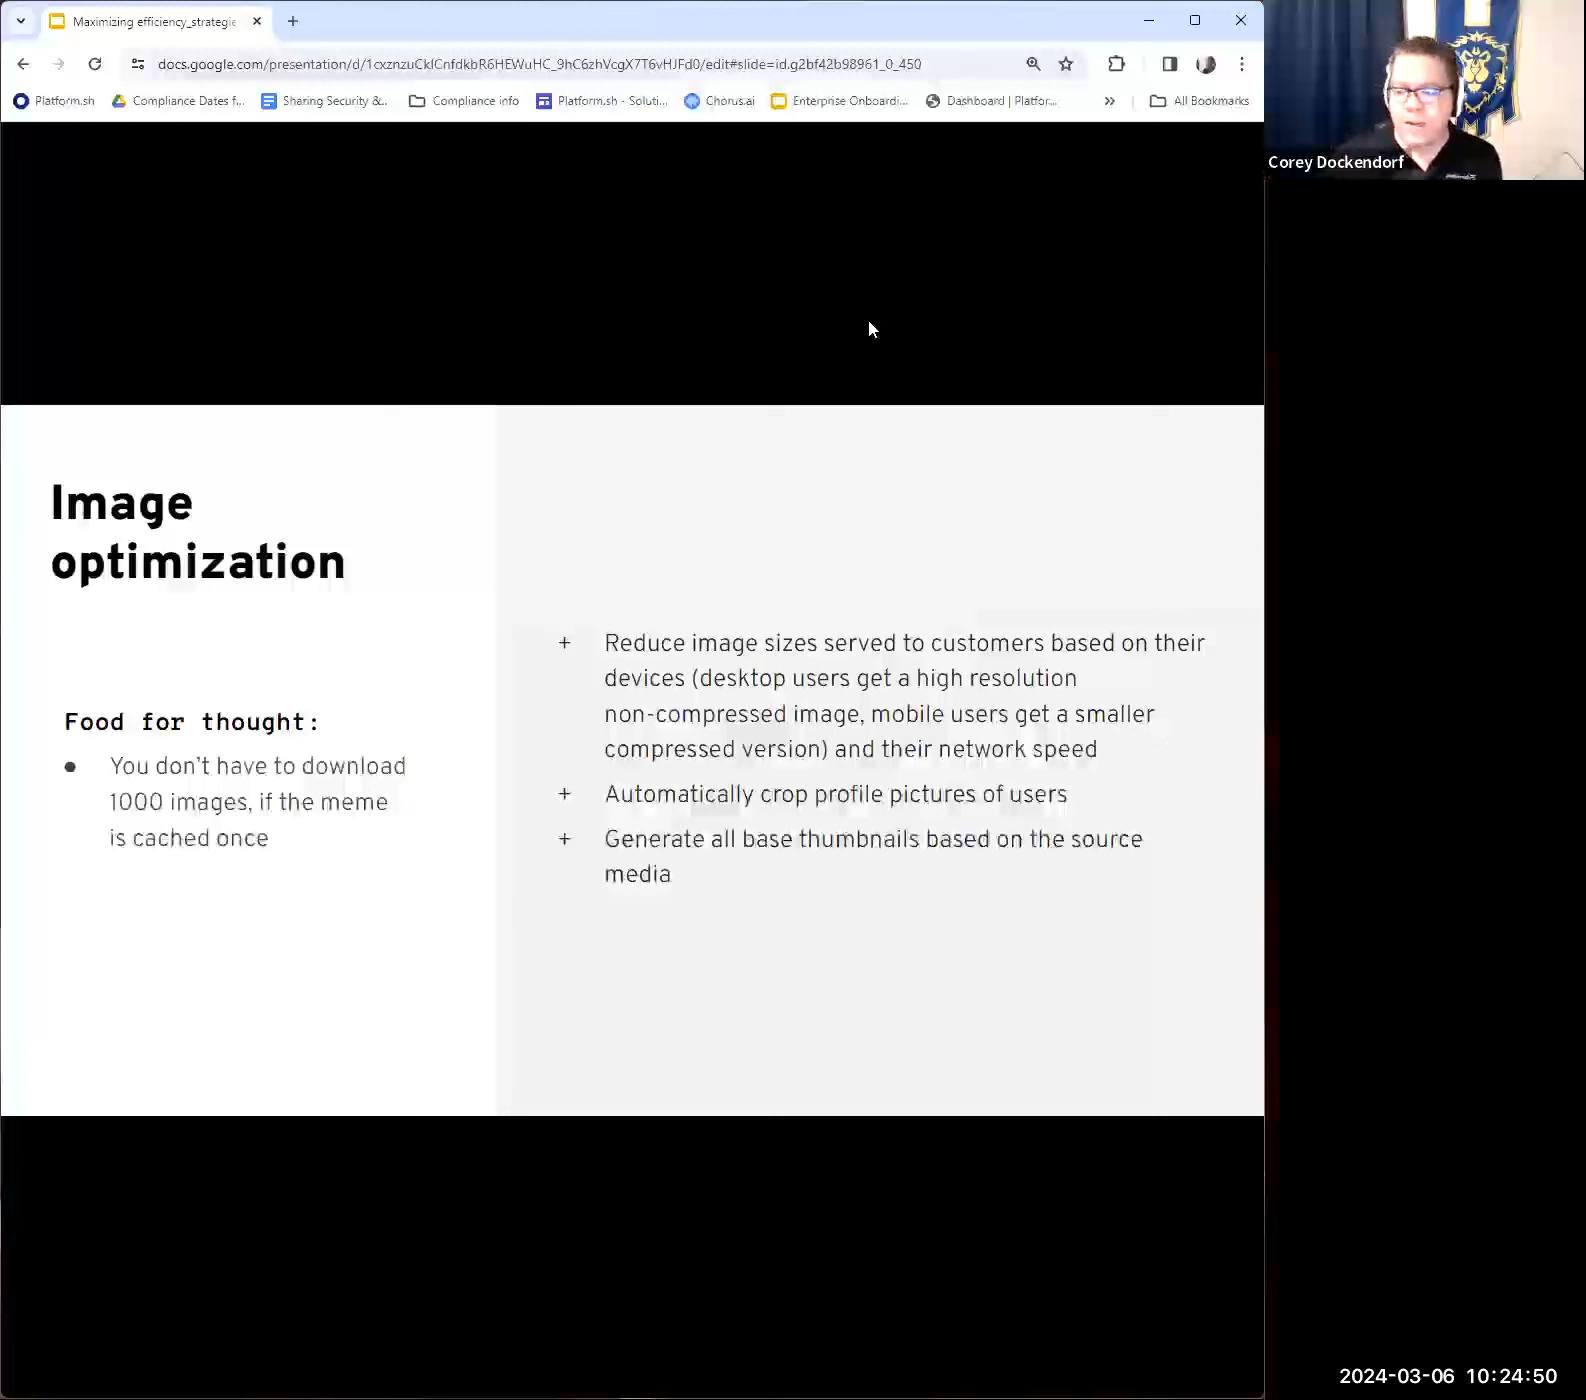 Maximizing efficiency_strategie
docs.google.com/presentation/d/1cxznzuCklCnfdkbR6HEWuHC_9hC6zhVcgX7T6vHJFd0/edit#slide=id.g2bf42b98961_0_450
Platform.sh
Compliance Dates f...
Sharing Security &...
Compliance info
Platform.sh - Soluti...
Chorus.ai
Enterprise Onboardi...
Dashboard | Platfor...
All Bookmarks
Corey Dockendorf
Image
optimization
Food for thought:
You don't have to download
1000 images, if the meme
is cached once
+ Reduce image sizes served to customers based on their
devices (desktop users get a high resolution
non-compressed image, mobile users get a smaller
compressed version) and their network speed
+ Automatically crop profile pictures of users
+ Generate all base thumbnails based on the source
media
2024-03-06 10:24:50